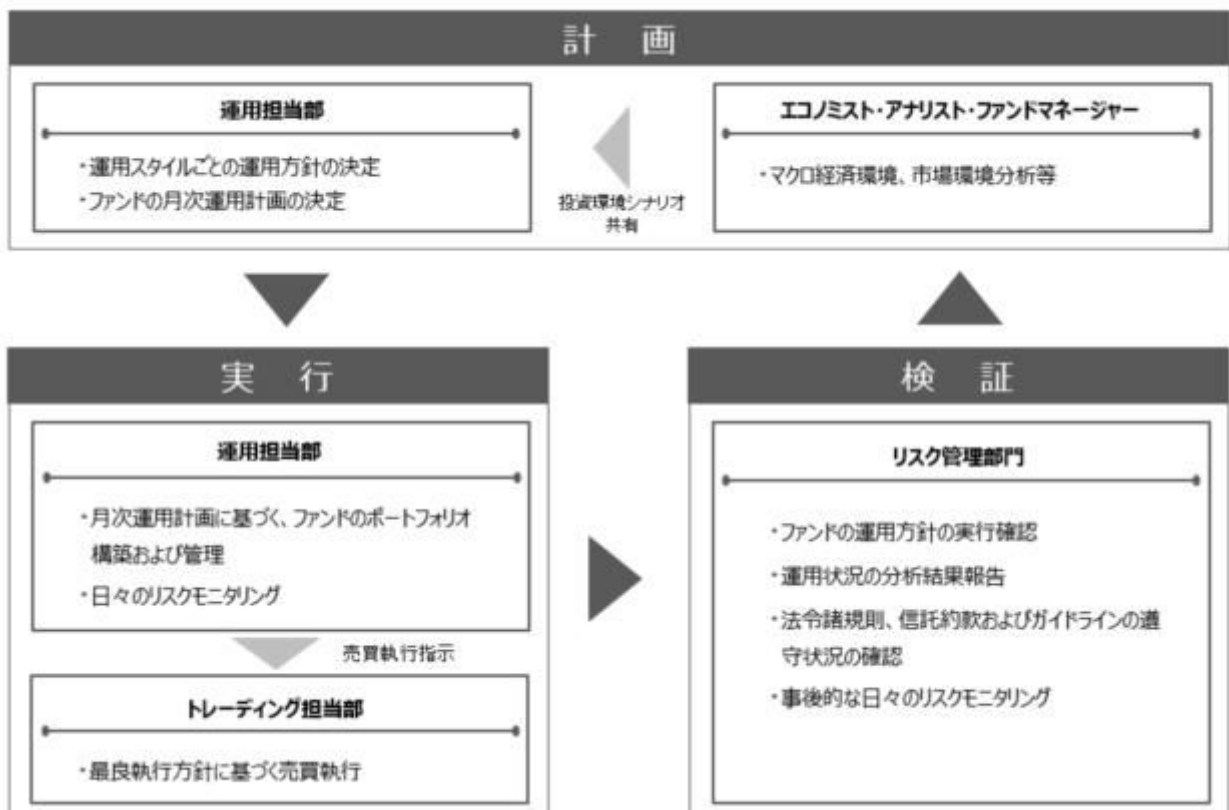 計 画
運用担当部
・運用スタイルごとの運用方針の決定
・ファンドの月次運用計画の決定
投資環境シナリオ
共有
エコノミスト・アナリスト・ファンドマネージャー
・マクロ経済環境、市場環境分析等
実 行
運用担当部
・月次運用計画に基づく、ファンドのポートフォリオ
構築および管理
・日々のリスクモニタリング
売買執行指示
トレーディング担当部
・最良執行方針に基づく売買執行
検 証
リスク管理部門
・ファンドの運用方針の実行確認
・運用状況の分析結果報告
・法令諸規則、信託約款およびガイドラインの遵
守状況の確認
・事後的な日々のリスクモニタリング